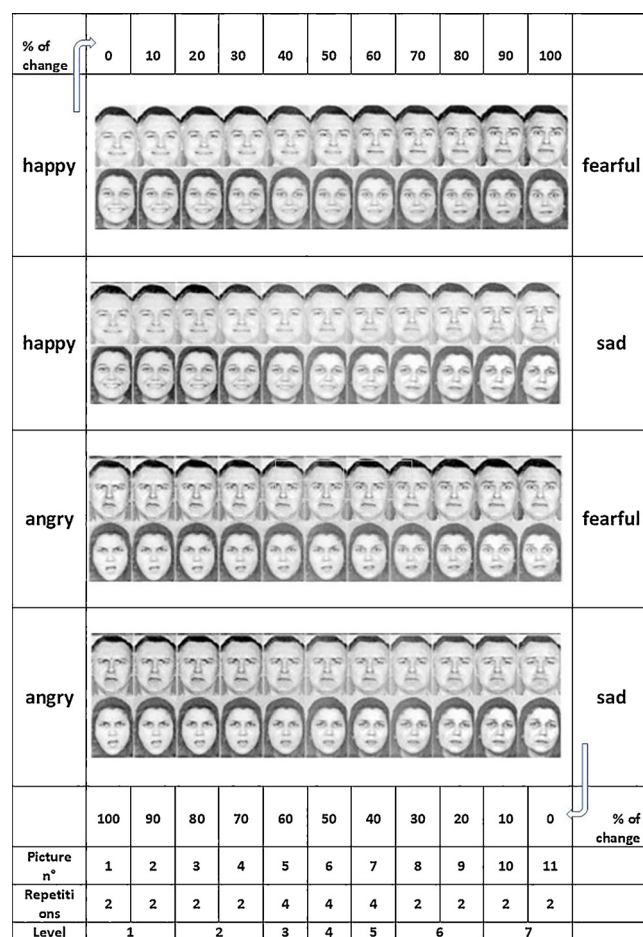 % of change 0 10 20 30 40 50 60 70 80 90 100
happy fearful
happy sad
angry fearful
angry sad
100 90 80 70 60 50 40 30 20 10 0 % of change
Picture n° 1 2 3 4 5 6 7 8 9 10 11
Repetiti ons 2 2 2 2 4 4 4 2 2 2 2
Level 1 2 3 4 5 6 7